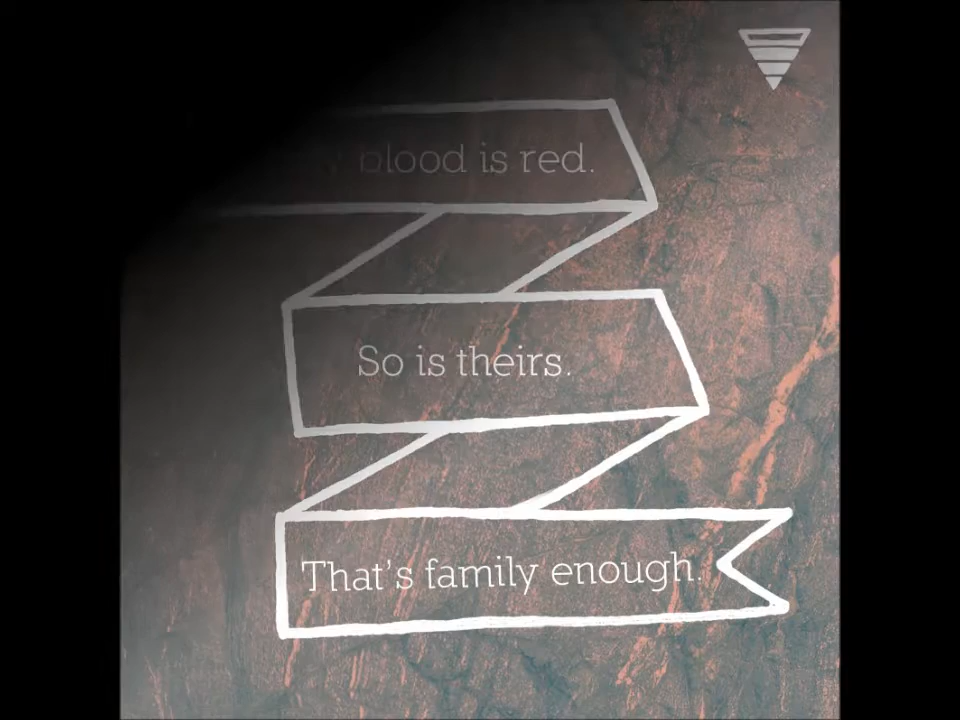 blood is red.
So is theirs.
That's family enough.